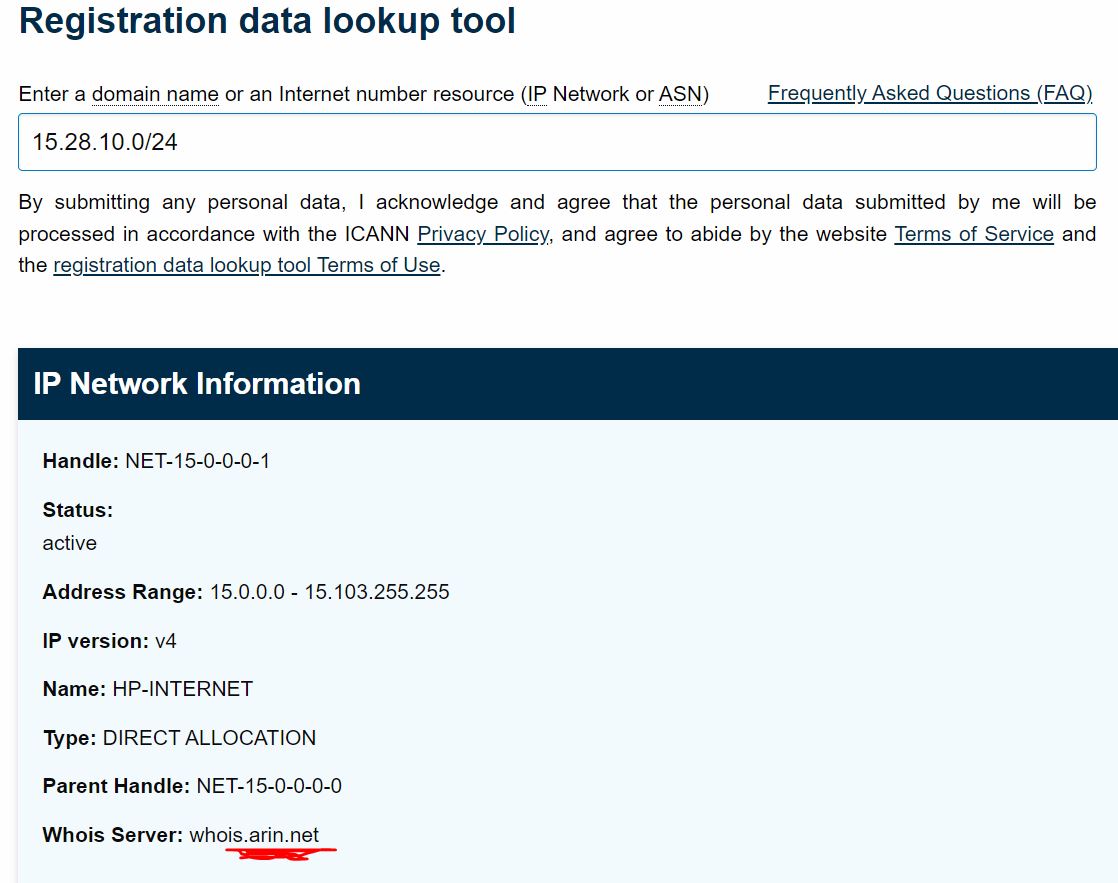 Registration data lookup tool
Enter a domain name or an Internet number resource (IP Network or ASN) Frequently Asked Questions (FAQ)
15.28.10.0/24
By submitting any personal data, I acknowledge and agree that the personal data submitted by me will be
processed in accordance with the ICANN Privacy Policy, and agree to abide by the website Terms of Service and
the registration data lookup tool Terms of Use.
IP Network Information
Handle: NET-15-0-0-0-1
Status:
active
Address Range: 15.0.0.0 - 15.103.255.255
IP version: v4
Name: HP-INTERNET
Type: DIRECT ALLOCATION
Parent Handle: NET-15-0-0-0-0
Whois Server: whois.arin.net